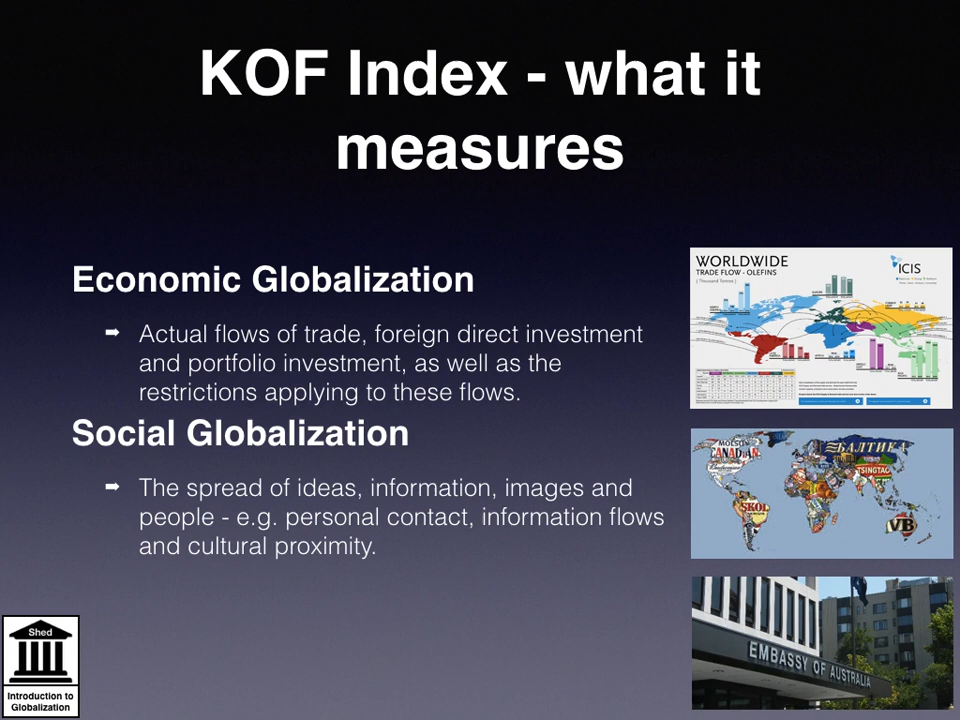 KOF Index - what it
measures
Economic Globalization
Actual flows of trade, foreign direct investment
and portfolio investment, as well as the
restrictions applying to these flows.
Social Globalization
The spread of ideas, information, images and
people - e.g. personal contact, information flows
and cultural proximity.
WORLDWIDE
TRADE FLOW - OLEFINS
( Thousand Tonnes )
ICIS
MOLSON
CANADIAN
БАЛТИКА
TSINGTAO
SKOL
VB
EMBASSY OF AUSTRALIA
Shed
Introduction to
Globalization